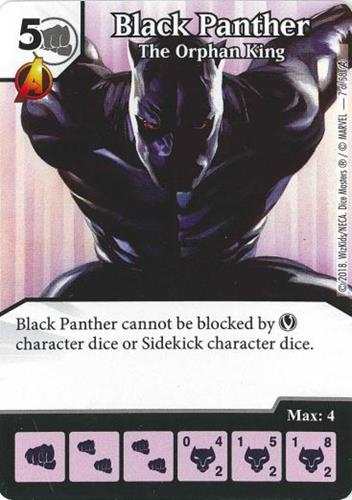 5
Black Panther
The Orphan King
©2018. WizKids/NECA. Dice Masters ® / © MARVEL
Black Panther cannot be blocked by
character dice or Sidekick character dice.
Max: 4
0 4 2
1 5 2
1 8 2